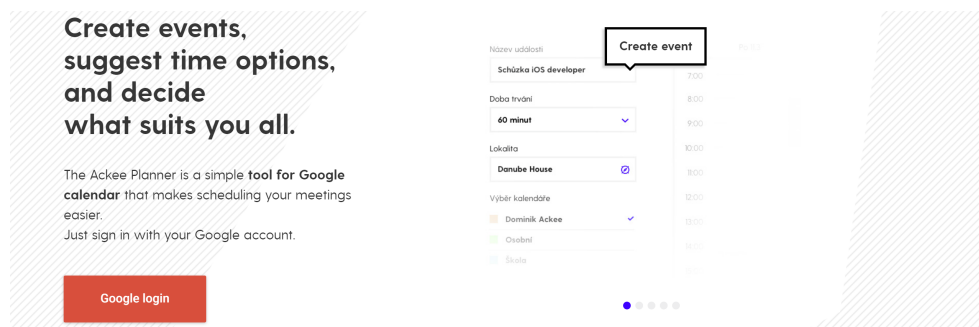 Create events,
suggest time options,
and decide
what suits you all.
The Ackee Planner is a simple tool for Google
calendar that makes scheduling your meetings
easier.
Just sign in with your Google account.
Google login
Create event
Název události
Schůzka iOS developer
Doba trvání
60 minut
Lokalita
Danube House
Výběr kalendáře
Dominik Ackee
Osobní
Škola
7:00
8:00
9:00
10:00
11:00
12:00
13:00
14:00